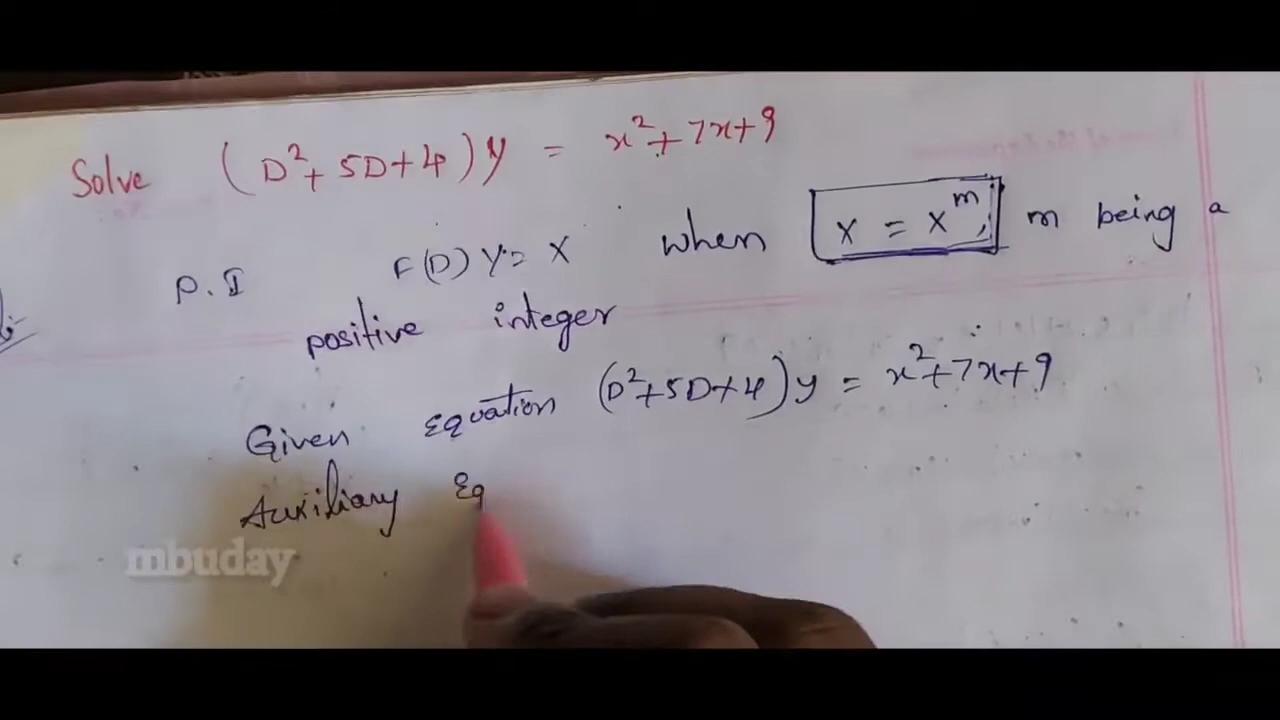 Solve (D²+5D+4)y = x²+7x+9
P.I F(D)y = X when X = x^m, m being a
positive integer
Given Equation (D²+5D+4)y = x²+7x+9
Auxiliary Eq
mbuday